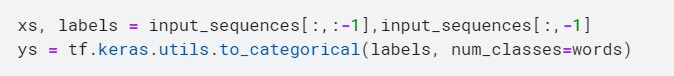 xs, labels = input_sequences[:,:-1],input_sequences[:,-1]
ys = tf.keras.utils.to_categorical(labels, num_classes=words)